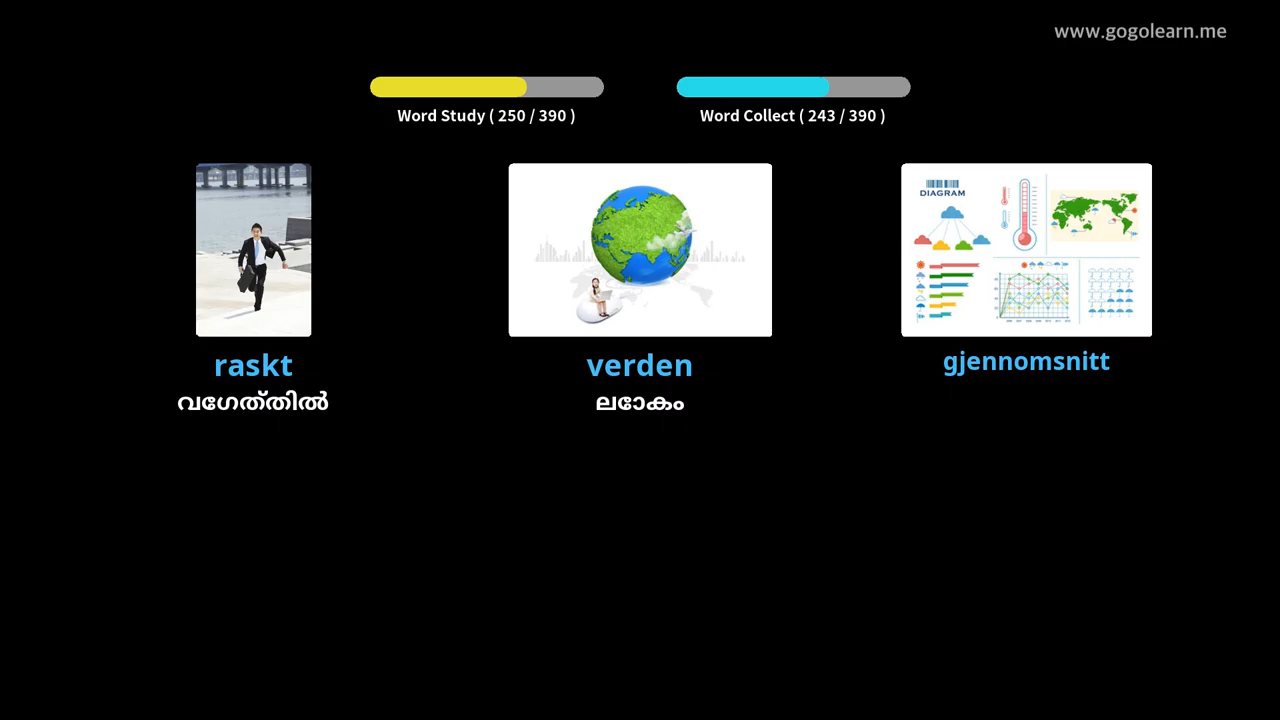 www.gogolearn.me
Word Study ( 250 / 390 )
Word Collect ( 243 / 390 )
DIAGRAM
raskt
വഗേത്തിൽ
verden
ലോകം
gjennomsnitt